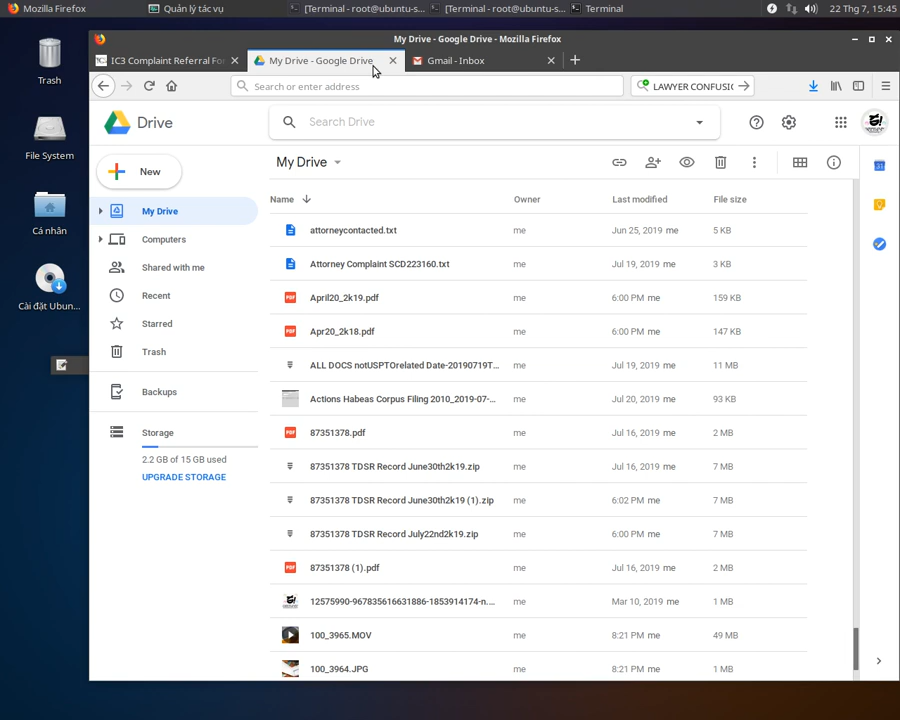 Mozilla Firefox Quản lý tác vụ [Terminal - root@ubuntu-s... [Terminal - root@ubuntu-s... Terminal 22 Thg 7, 15:45
My Drive - Google Drive - Mozilla Firefox
IC3 Complaint Referral Fo My Drive - Google Drive Gmail - Inbox
Search or enter address LAWYER CONFUSI
Drive Search Drive
New My Drive
Name Owner Last modified File size
My Drive
Computers
Shared with me
Recent
Starred
Trash
Backups
Storage
2.2 GB of 15 GB used
UPGRADE STORAGE
attorneycontacted.txt me Jun 25, 2019 me 5 KB
Attorney Complaint SCD223160.txt me Jul 19, 2019 me 3 KB
April20_2k19.pdf me 6:00 PM me 159 KB
Apr20_2k18.pdf me 6:00 PM me 147 KB
ALL DOCS notUSPTOrelated Date-20190719T... me Jul 19, 2019 me 11 MB
Actions Habeas Corpus Filing 2010_2019-07-... me Jul 20, 2019 me 93 KB
87351378.pdf me Jul 16, 2019 me 2 MB
87351378 TDSR Record June30th2k19.zip me Jul 16, 2019 me 7 MB
87351378 TDSR Record June30th2k19 (1).zip me 6:02 PM me 7 MB
87351378 TDSR Record July22nd2k19.zip me 6:00 PM me 7 MB
87351378 (1).pdf me Jul 16, 2019 me 2 MB
12575990-967835616631886-1853914174-n.... me Mar 10, 2019 me 1 MB
100_3965.MOV me 8:21 PM me 49 MB
100_3964.JPG me 8:21 PM me 1 MB
Trash
File System
Cá nhân
Cài đặt Ubun...